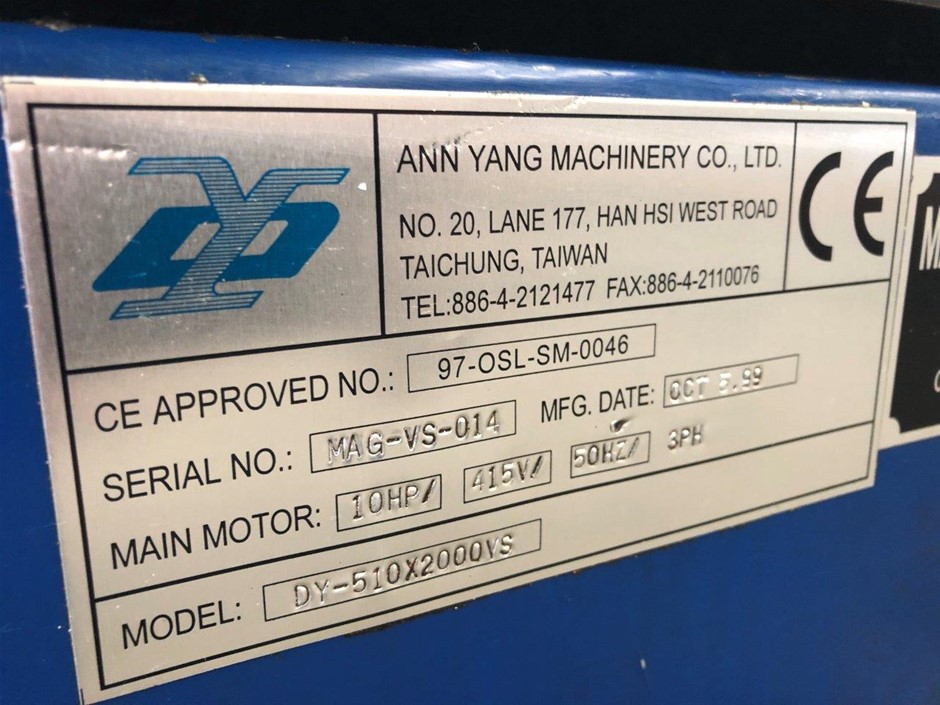 ANN YANG MACHINERY CO., LTD.
NO. 20, LANE 177, HAN HSI WEST ROAD
TAICHUNG, TAIWAN
TEL:886-4-2121477 FAX:886-4-2110076
CE
CE APPROVED NO.: 97-OSL-SM-0046
SERIAL NO.: MAG-VS-014 MFG. DATE: OCT 5.99
MAIN MOTOR: 10HP/ 415V/ 50HZ/ 3PH
MODEL: DY-510X2000VS